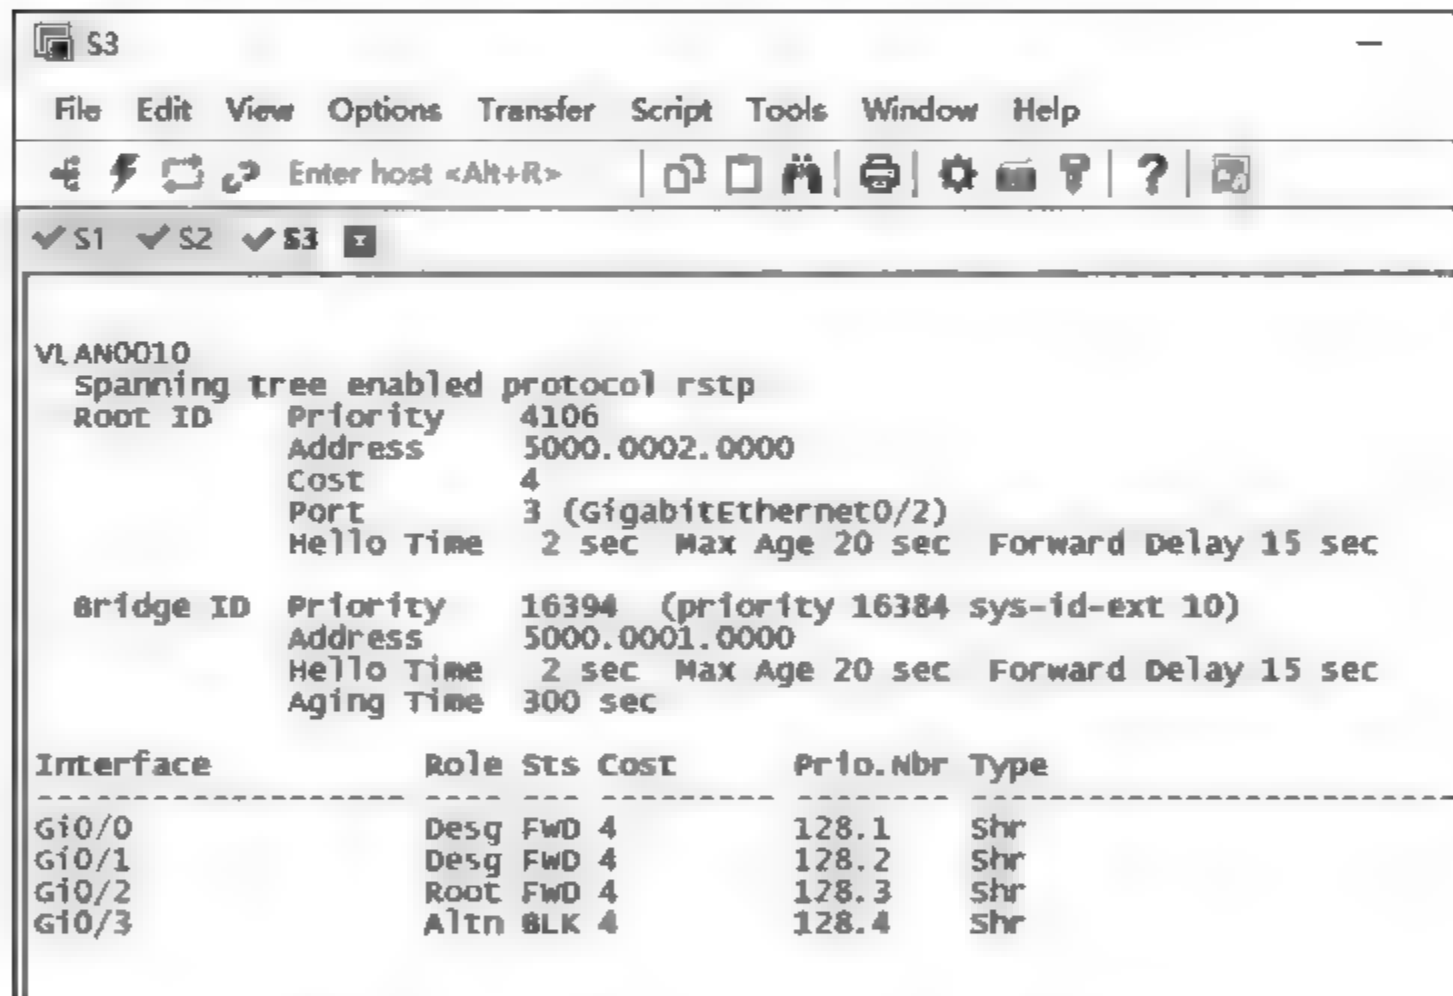 S3
File Edit View Options Transfer Script Tools Window Help
Enter host <Alt+R>
S1 S2 S3
VLAN0010
Spanning tree enabled protocol rstp
Root ID Priority 4106
Address 5000.0002.0000
Cost 4
Port 3 (GigabitEthernet0/2)
Hello Time 2 sec Max Age 20 sec Forward Delay 15 sec
Bridge ID Priority 16394 (priority 16384 sys-id-ext 10)
Address 5000.0001.0000
Hello Time 2 sec Max Age 20 sec Forward Delay 15 sec
Aging Time 300 sec
Interface Role Sts Cost Prio.Nbr Type
------------------- ---- --- --------- -------- --------------------------------
Gi0/0 Desg FWD 4 128.1 Shr
Gi0/1 Desg FWD 4 128.2 Shr
Gi0/2 Root FWD 4 128.3 Shr
Gi0/3 Altn BLK 4 128.4 Shr